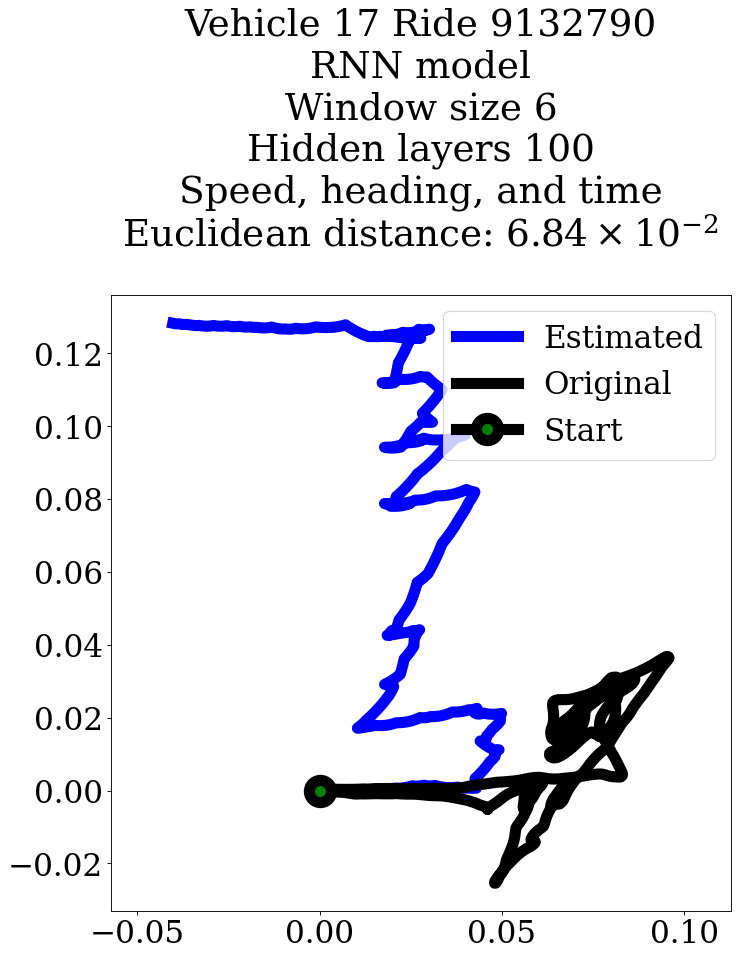 Vehicle 17 Ride 9132790
RNN model
Window size 6
Hidden layers 100
Speed, heading, and time
Euclidean distance: 6.84 × 10⁻²
Estimated
Original
Start
0.12
0.10
0.08
0.06
0.04
0.02
0.00
−0.02
−0.05
0.00
0.05
0.10